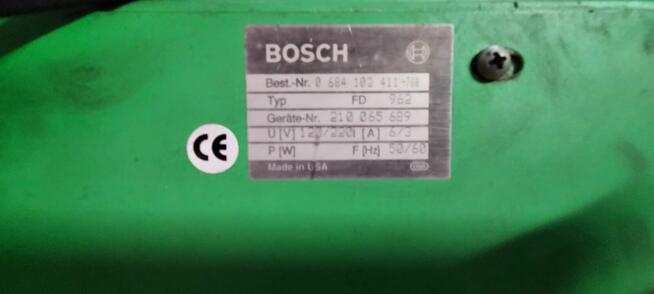 BOSCH
Best.-Nr. 0 684 102 411
Typ FD 962
Geräte-Nr. 210 065 689
U [V] 120/220 I [A] 6/3
P [W] F [Hz] 50/60
Made in USA
CE